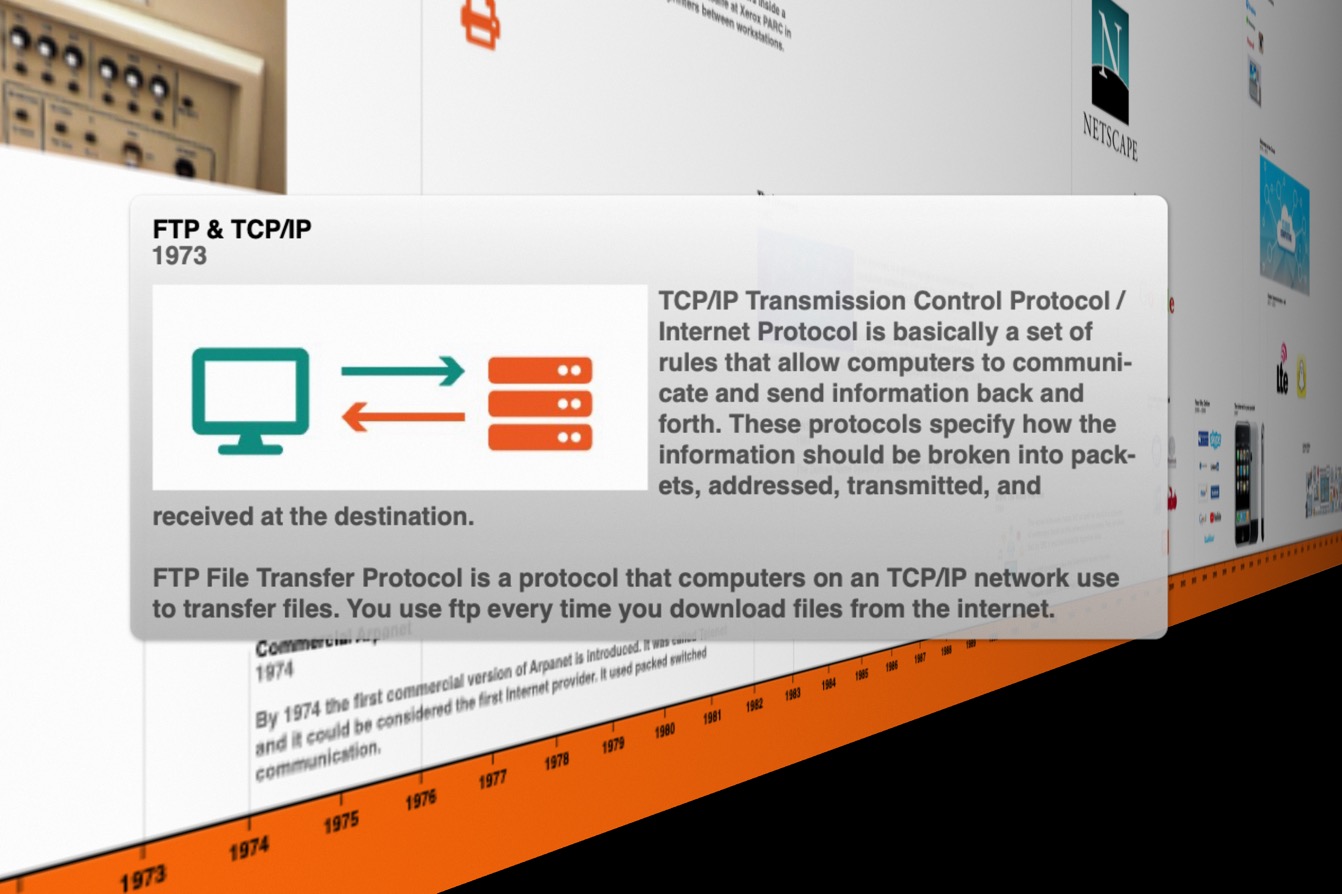 inside a
at Xerox PARC in
between workstations.
NETSCAPE
FTP & TCP/IP
1973
TCP/IP Transmission Control Protocol /
Internet Protocol is basically a set of
rules that allow computers to communi-
cate and send information back and
forth. These protocols specify how the
information should be broken into pack-
ets, addressed, transmitted, and
received at the destination.
FTP File Transfer Protocol is a protocol that computers on an TCP/IP network use
to transfer files. You use ftp every time you download files from the internet.
Commercial Arpanet
1974
By 1974 the first commercial version of Arpanet is introduced. It was called Telenet
and it could be considered the first Internet provider. It used packed switched
communication.
lte
1973
1974
1975
1976
1977
1978
1979
1980
1981
1982
1983
1984
1985
1986
1987
1988
1989